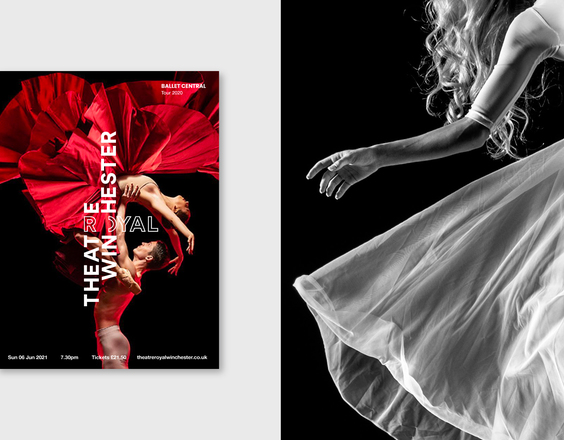 BALLET CENTRAL
Tour 2020
THEATRE
ROYAL
WINCHESTER
Sun 06 Jun 2021 7.30pm Tickets £21.50 theatreroyalwinchester.co.uk